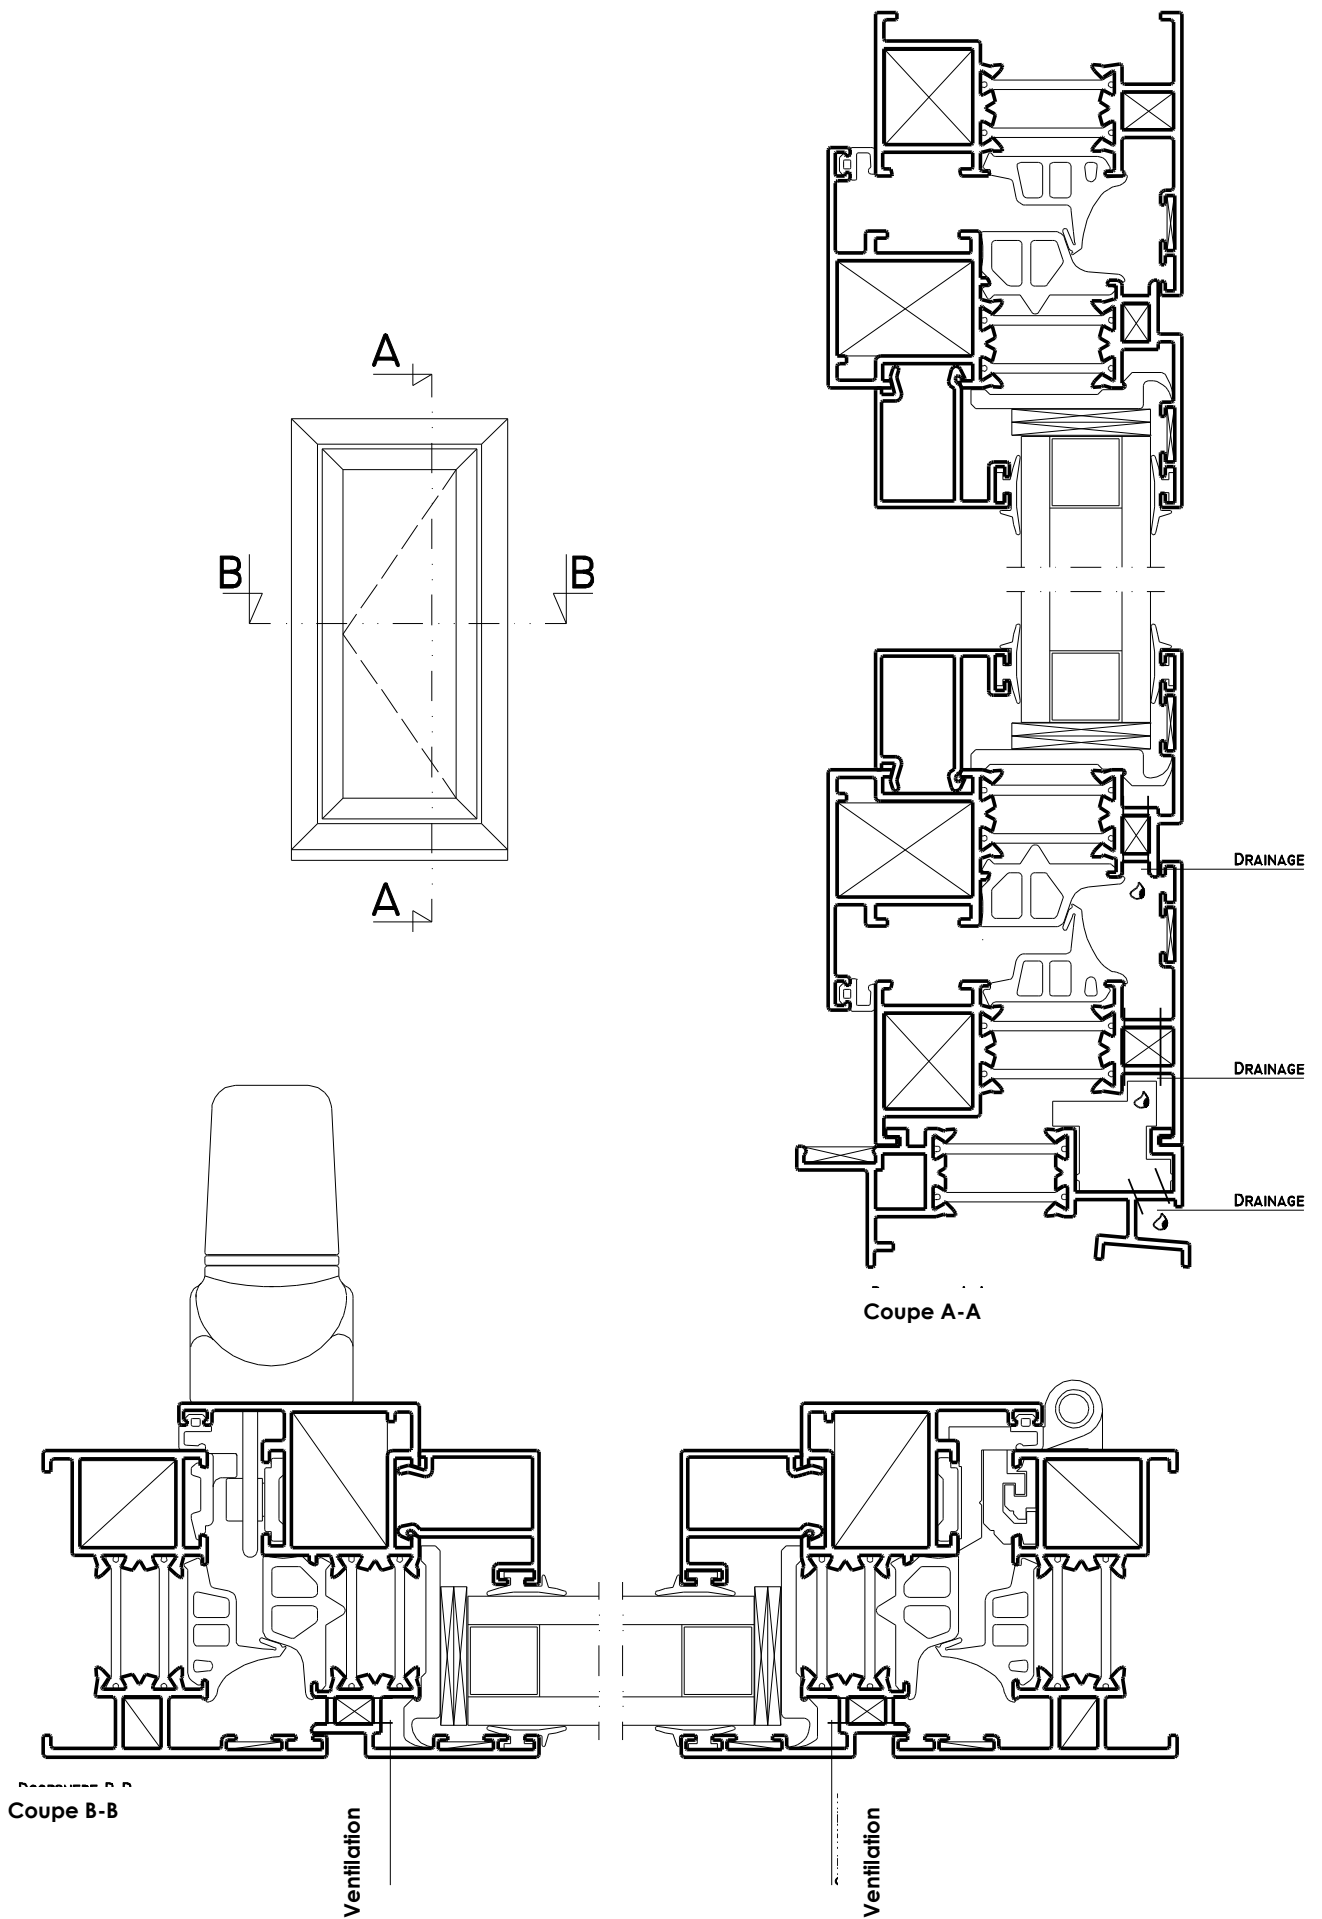 A
B B
A
DRAINAGE
DRAINAGE
DRAINAGE
Coupe A-A
Coupe B-B
Ventilation
Ventilation